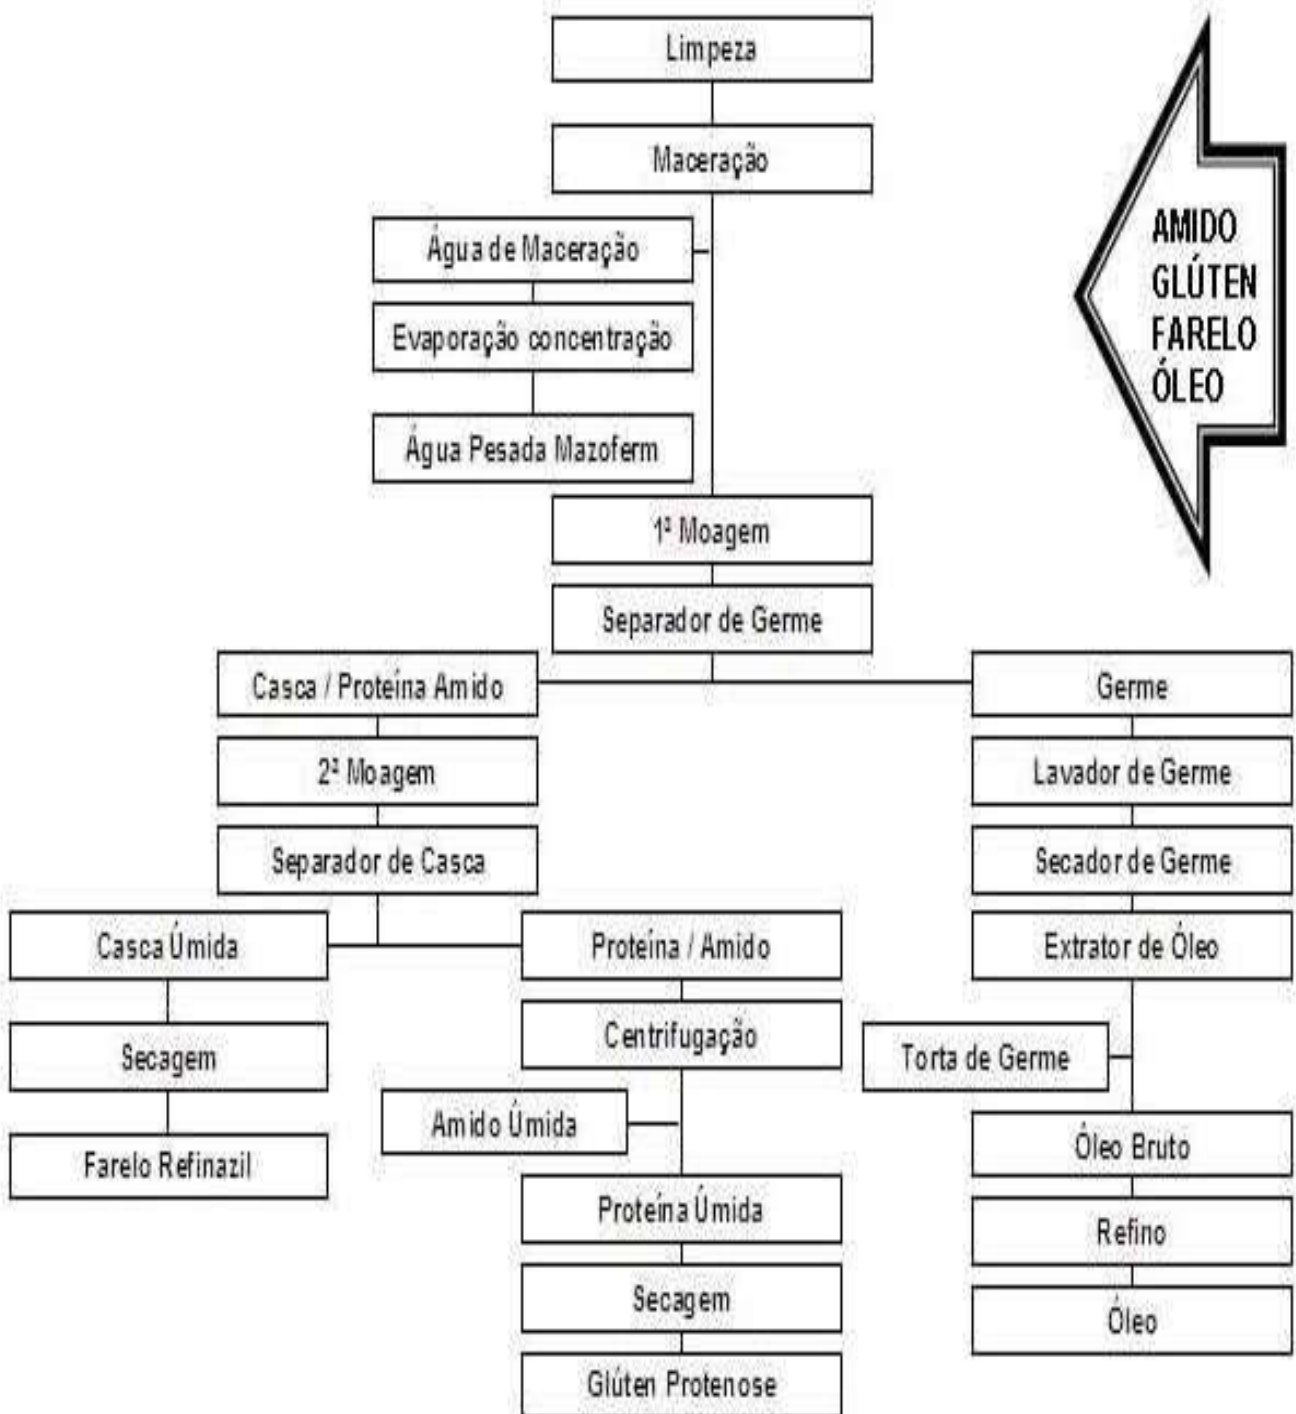 Limpeza
Maceração
Água de Maceração
Evaporação concentração
Água Pesada Mazoferm
AMIDO
GLÚTEN
FARELO
ÓLEO
1ª Moagem
Separador de Germe
Casca / Proteína Amido
Germe
2ª Moagem
Lavador de Germe
Separador de Casca
Secador de Germe
Casca Úmida
Proteína / Amido
Extrator de Óleo
Secagem
Centrifugação
Torta de Germe
Amido Úmida
Farelo Refinazil
Óleo Bruto
Proteína Úmida
Refino
Secagem
Óleo
Glúten Protenose